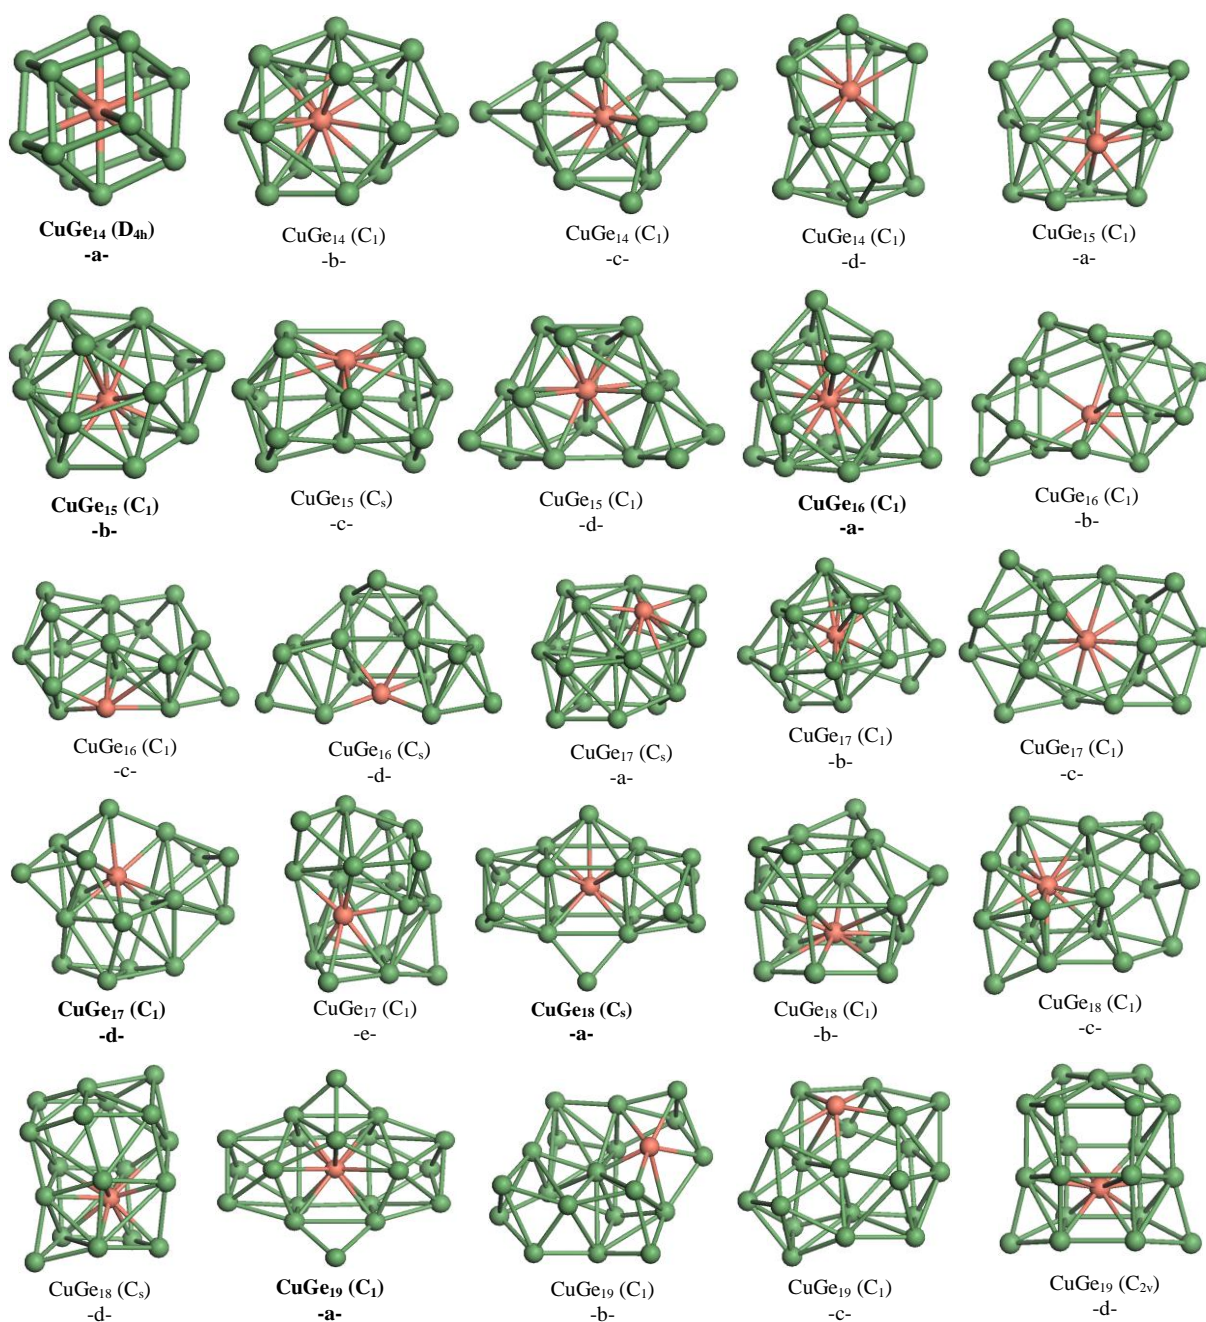 CuGe₁₄ (D₄ₕ)
-a-
CuGe₁₄ (C₁)
-b-
CuGe₁₄ (C₁)
-c-
CuGe₁₄ (C₁)
-d-
CuGe₁₅ (C₁)
-a-
CuGe₁₅ (C₁)
-b-
CuGe₁₅ (Cₛ)
-c-
CuGe₁₅ (C₁)
-d-
CuGe₁₆ (C₁)
-a-
CuGe₁₆ (C₁)
-b-
CuGe₁₆ (C₁)
-c-
CuGe₁₆ (Cₛ)
-d-
CuGe₁₇ (Cₛ)
-a-
CuGe₁₇ (C₁)
-b-
CuGe₁₇ (C₁)
-c-
CuGe₁₇ (C₁)
-d-
CuGe₁₇ (C₁)
-e-
CuGe₁₈ (Cₛ)
-a-
CuGe₁₈ (C₁)
-b-
CuGe₁₈ (C₁)
-c-
CuGe₁₈ (Cₛ)
-d-
CuGe₁₉ (C₁)
-a-
CuGe₁₉ (C₁)
-b-
CuGe₁₉ (C₁)
-c-
CuGe₁₉ (C₂ᵥ)
-d-